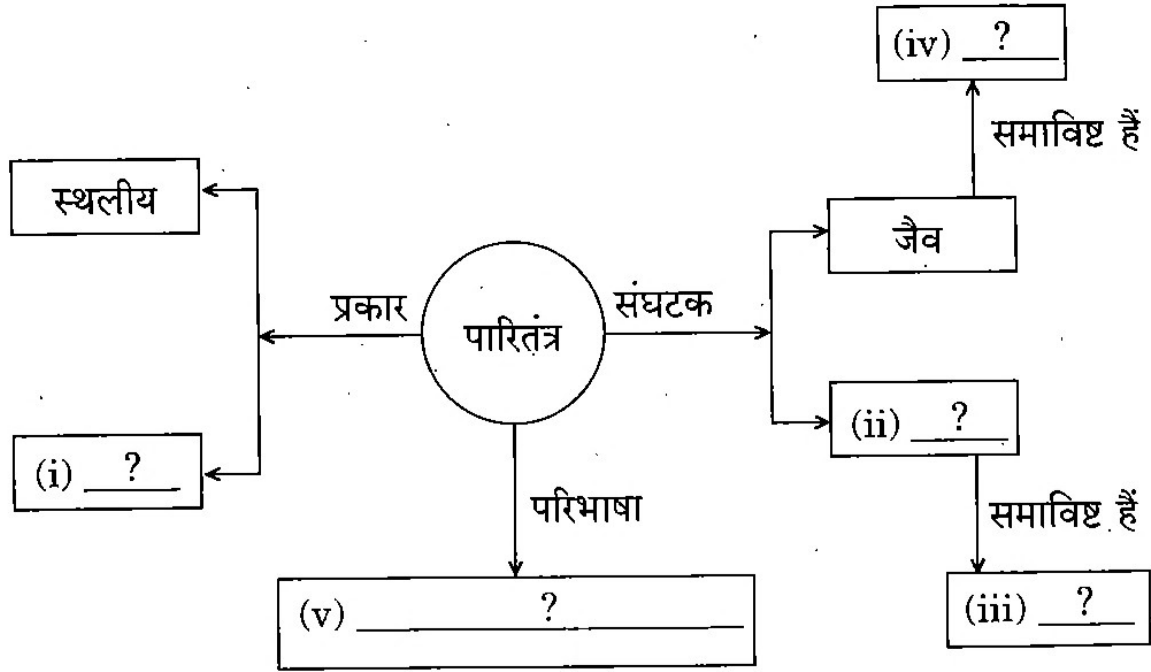 (iv) ?
समाविष्ट हैं
स्थलीय
जैव
प्रकार
पारितंत्र
संघटक
(i) ?
(ii) ?
परिभाषा
समाविष्ट हैं
(v) ?
(iii) ?